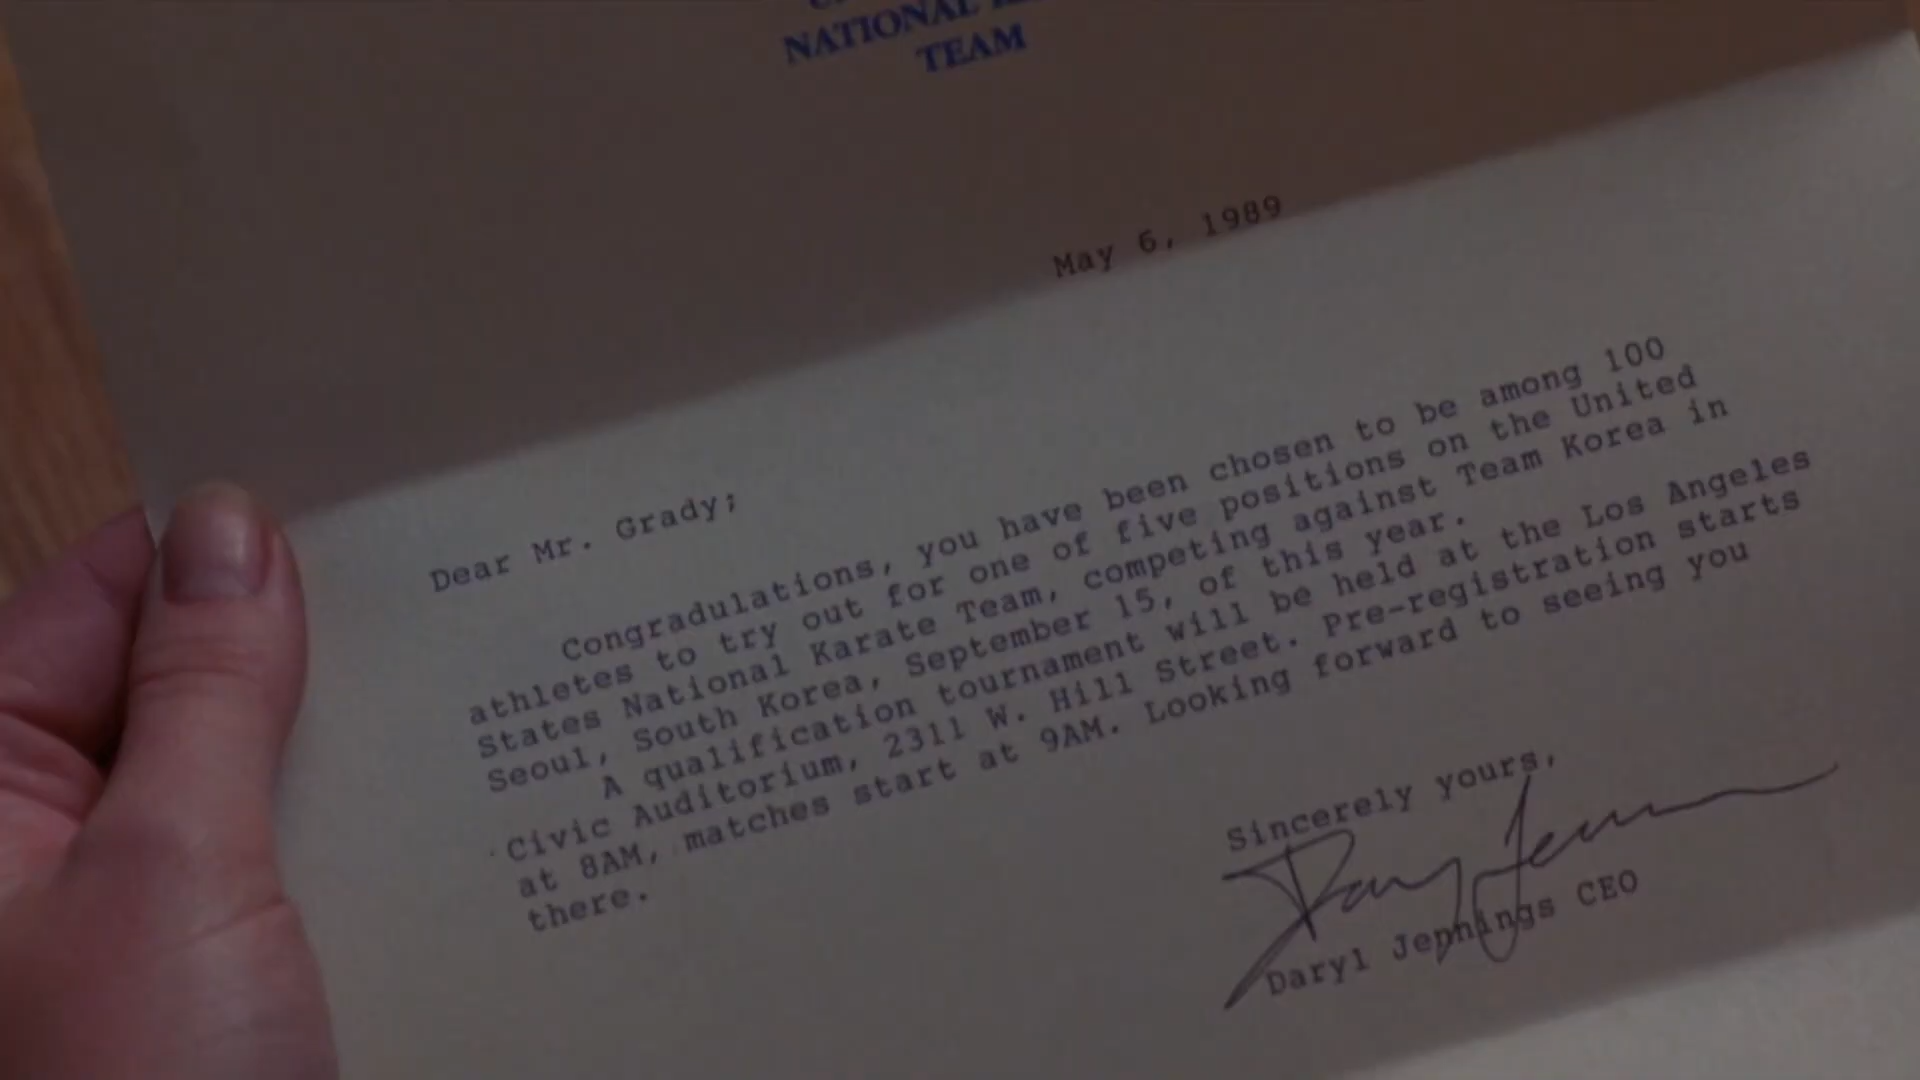 NATIONAL
TEAM
May 6, 1989
Dear Mr. Grady;
Congradulations, you have been chosen to be among 100
athletes to try out for one of five positions on the United
States National Karate Team, competing against Team Korea in
Seoul, South Korea, September 15, of this year.
A qualification tournament will be held at the Los Angeles
Civic Auditorium, 2311 W. Hill Street. Pre-registration starts
at 8AM, matches start at 9AM. Looking forward to seeing you
there.
Sincerely yours,
Daryl Jennings CEO